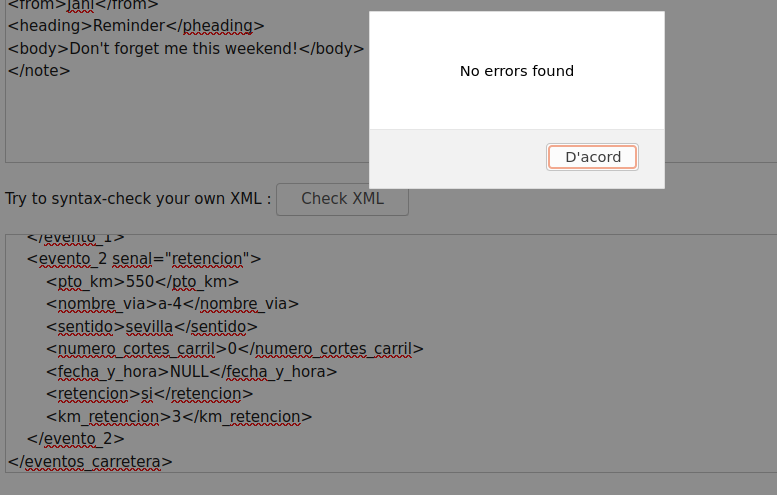 <from>Jani</from>
<heading>Reminder</pheading>
<body>Don't forget me this weekend!</body>
</note>
No errors found
D'acord
Try to syntax-check your own XML :
Check XML
</evento_1>
<evento_2 senal="retencion">
<pto_km>550</pto_km>
<nombre_via>a-4</nombre_via>
<sentido>sevilla</sentido>
<numero_cortes_carril>0</numero_cortes_carril>
<fecha_y_hora>NULL</fecha_y_hora>
<retencion>si</retencion>
<km_retencion>3</km_retencion>
</evento_2>
</eventos_carretera>